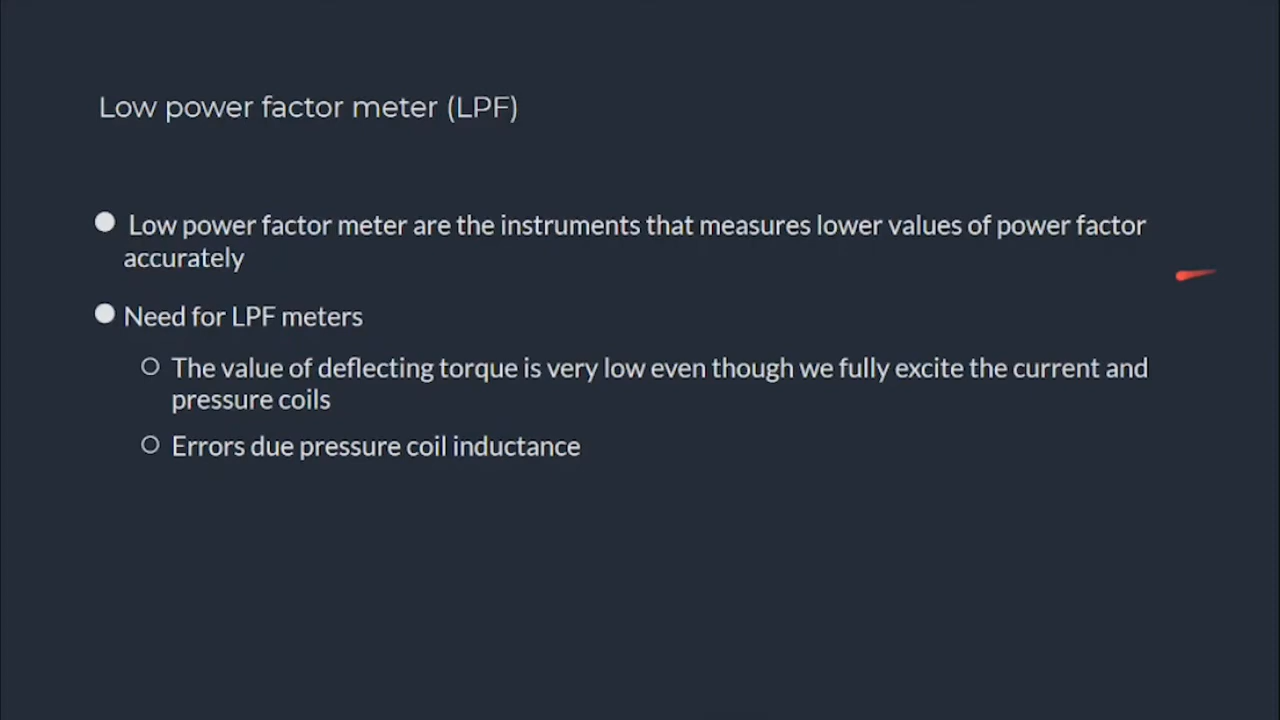 Low power factor meter (LPF)
Low power factor meter are the instruments that measures lower values of power factor
accurately
Need for LPF meters
The value of deflecting torque is very low even though we fully excite the current and
pressure coils
Errors due pressure coil inductance